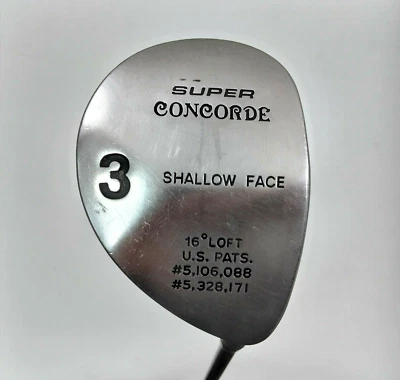 SUPER
CONCORDE
3
SHALLOW FACE
16° LOFT
U.S. PATS.
#5,106,088
#5,328,171